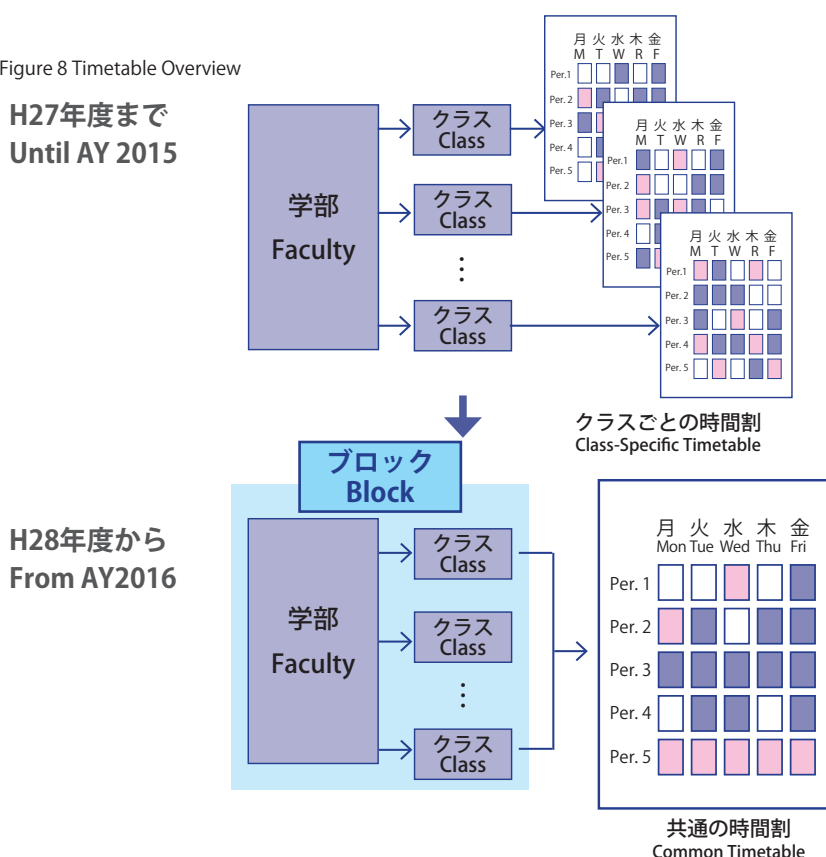 Figure 8 Timetable Overview
H27年度まで
Until AY 2015
学部
Faculty
クラス
Class
クラス
Class
⋮
クラス
Class
月 火 水 木 金
M T W R F
Per.1
Per. 2
Per. 3
Per. 4
Per. 5
月 火 水 木 金
M T W R F
Per.1
Per. 2
Per. 3
Per. 4
Per. 5
月 火 水 木 金
M T W R F
Per.1
Per. 2
Per. 3
Per. 4
Per. 5
クラスごとの時間割
Class-Specific Timetable
ブロック
Block
H28年度から
From AY2016
学部
Faculty
クラス
Class
クラス
Class
⋮
クラス
Class
月 火 水 木 金
Mon Tue Wed Thu Fri
Per. 1
Per. 2
Per. 3
Per. 4
Per. 5
共通の時間割
Common Timetable